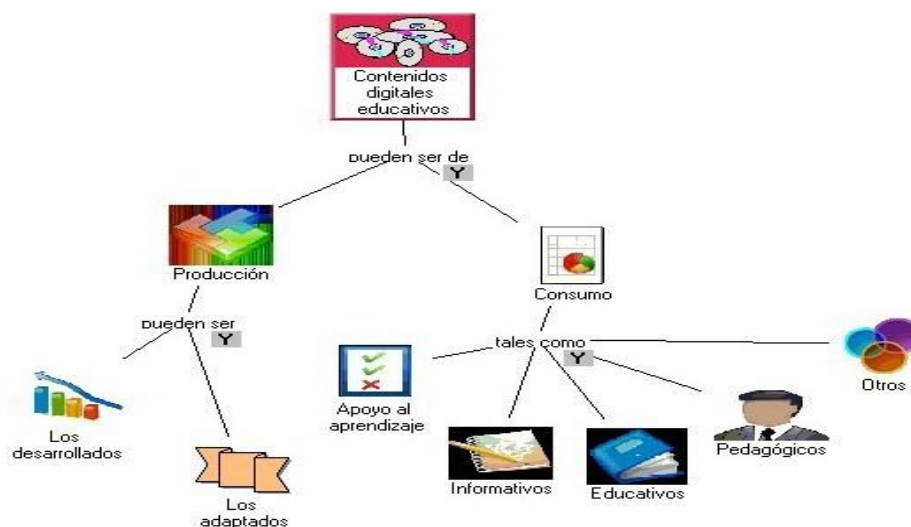 Contenidos
digitales
educativos
pueden ser de
Y
Producción
Consumo
pueden ser
Y
tales como
Y
Los
desarrollados
Los
adaptados
Apoyo al
aprendizaje
Informativos
Educativos
Pedagógicos
Otros